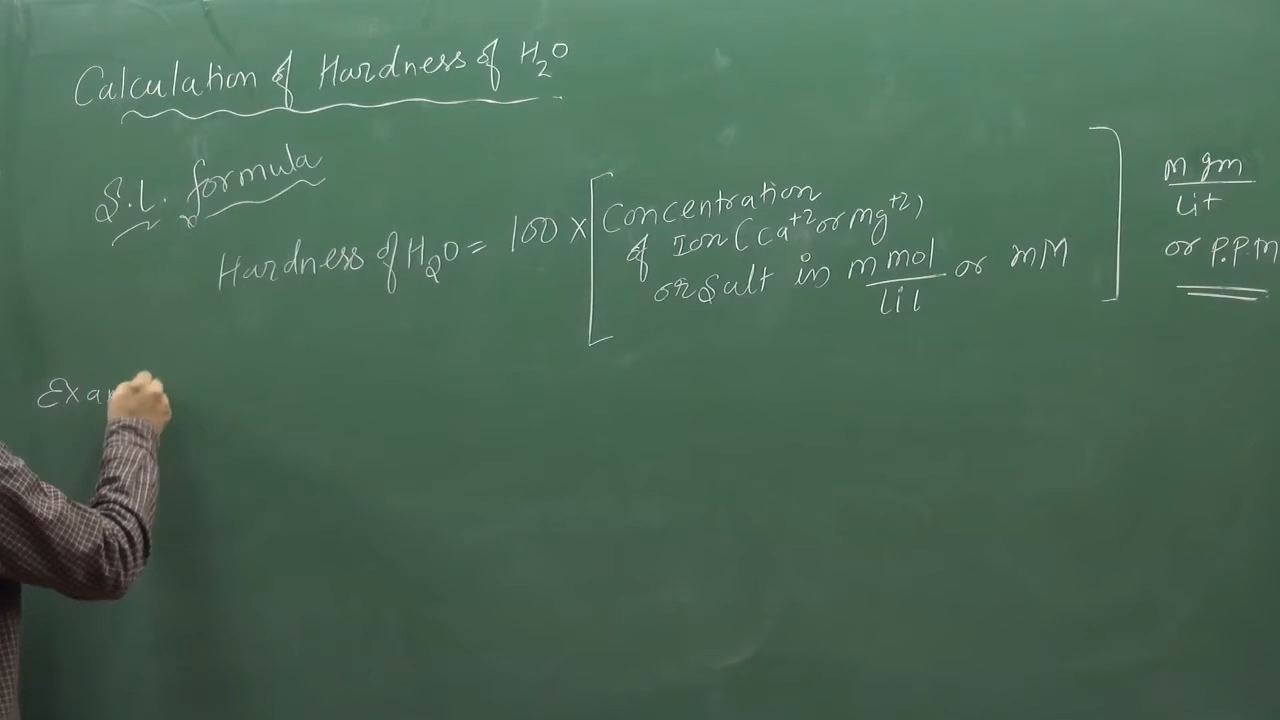 Calculation of Hardness of H₂O
S.L. formula
Hardness of H₂O = 100 × [Concentration of Ion (Ca⁺² or Mg⁺²) or Salt in m mol/lit or mM] m gm/Lit or P.P.M
Exam